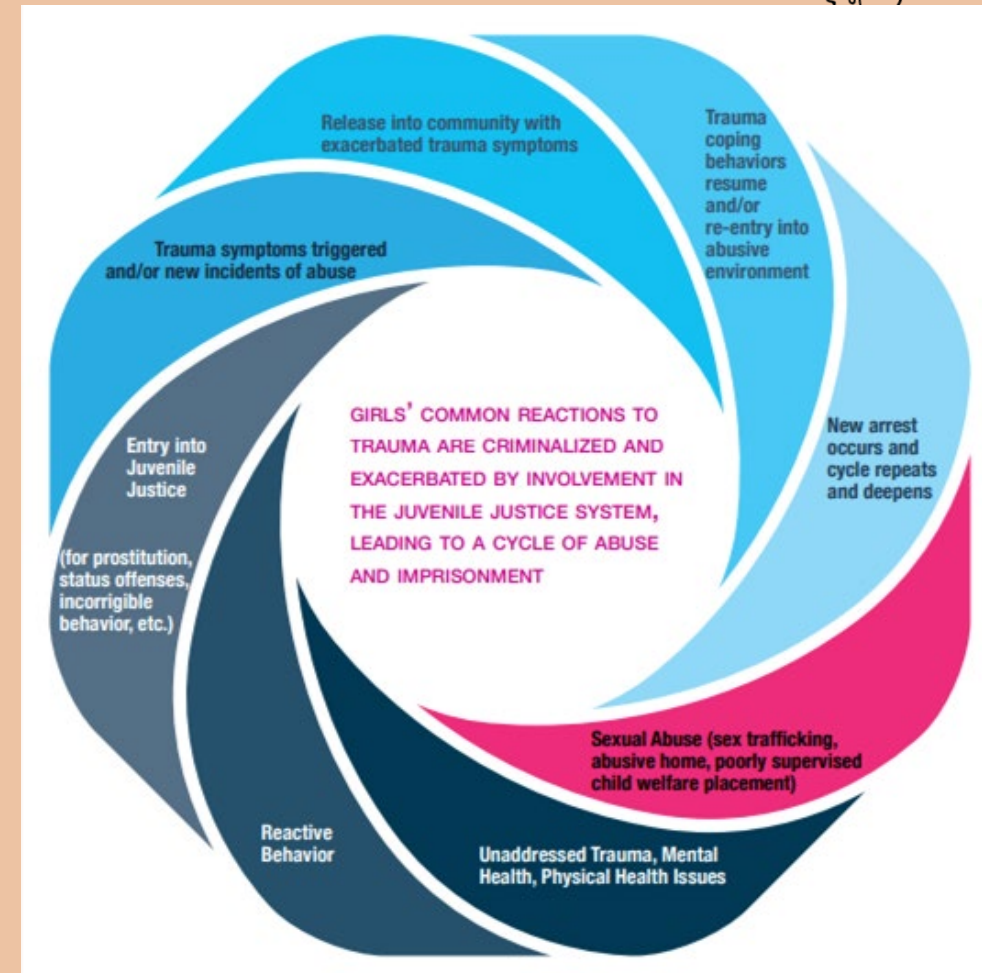 Release into community with
exacerbated trauma symptoms
Trauma
coping
behaviors
resume
and/or
re-entry into
abusive
environment
Trauma symptoms triggered
and/or new incidents of abuse
New arrest
occurs and
cycle repeats
and deepens
Entry into
Juvenile
Justice
(for prostitution,
status offenses,
incorrigible
behavior, etc.)
GIRLS' COMMON REACTIONS TO
TRAUMA ARE CRIMINALIZED AND
EXACERBATED BY INVOLVEMENT IN
THE JUVENILE JUSTICE SYSTEM,
LEADING TO A CYCLE OF ABUSE
AND IMPRISONMENT
Sexual Abuse (sex trafficking,
abusive home, poorly supervised
child welfare placement)
Reactive
Behavior
Unaddressed Trauma, Mental
Health, Physical Health Issues